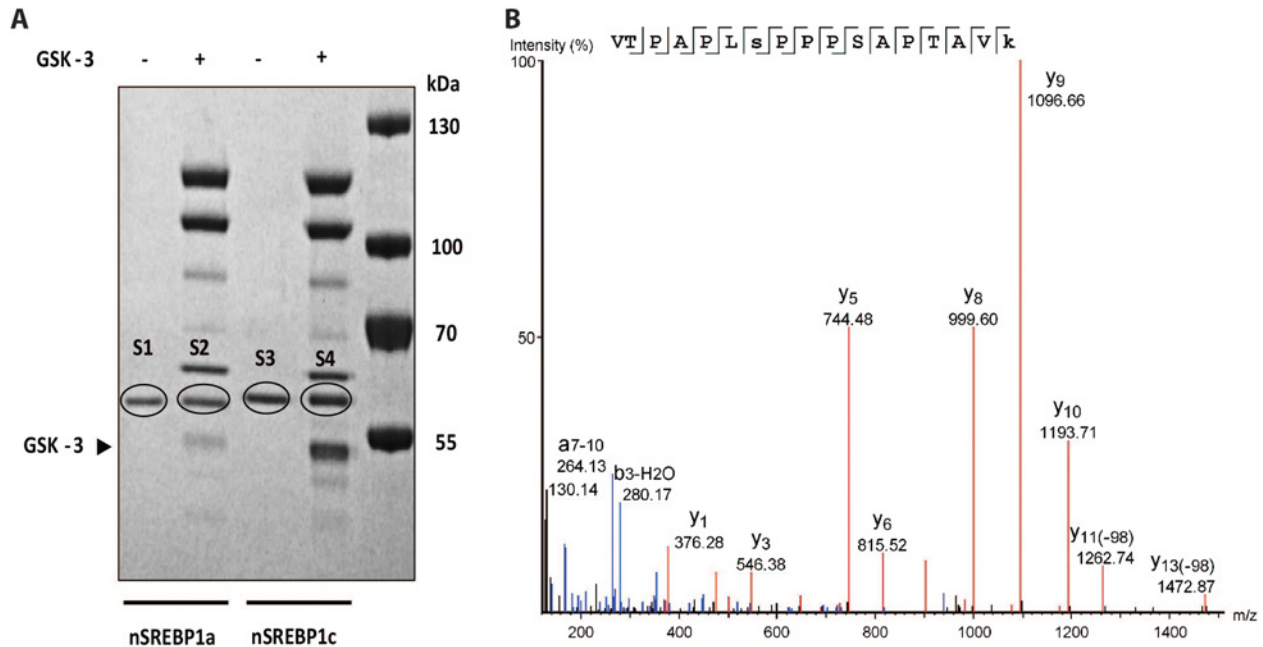 A
GSK - 3 - + - +
kDa
130
100
70
55
S1 S2 S3 S4
GSK - 3
nSREBP1a nSREBP1c
B
VTPAPLsPPPSAPTAVk
Intensity (%)
100
50
y9
1096.66
y5
744.48
y8
999.60
y10
1193.71
a7-10
264.13
130.14
b3-H2O
280.17
y1
376.28
y3
546.38
y6
815.52
y11(-98)
1262.74
y13(-98)
1472.87
200 400 600 800 1000 1200 1400 m/z